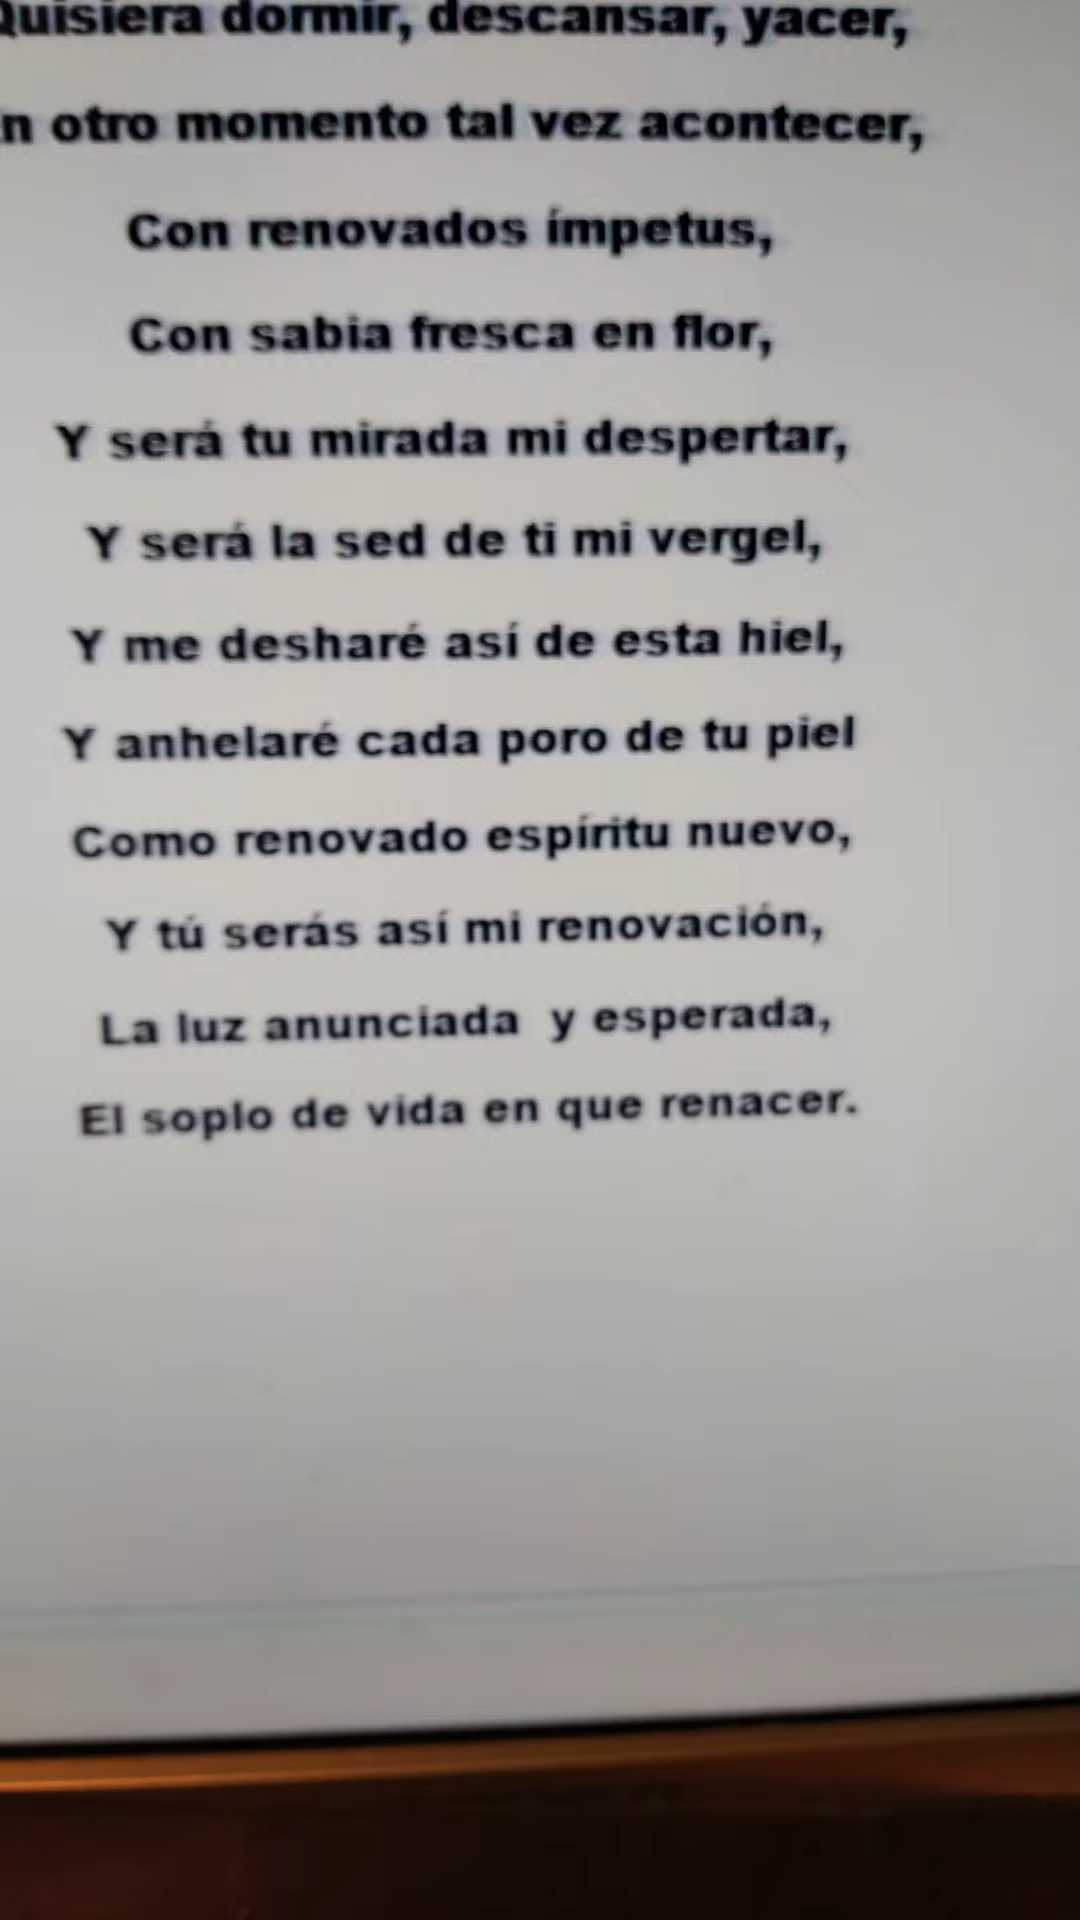 Quisiera dormir, descansar, yacer,
En otro momento tal vez acontecer,
Con renovados ímpetus,
Con sabia fresca en flor,
Y será tu mirada mi despertar,
Y será la sed de ti mi vergel,
Y me desharé así de esta hiel,
Y anhelaré cada poro de tu piel
Como renovado espíritu nuevo,
Y tú serás así mi renovación,
La luz anunciada  y esperada,
El soplo de vida en que renacer.